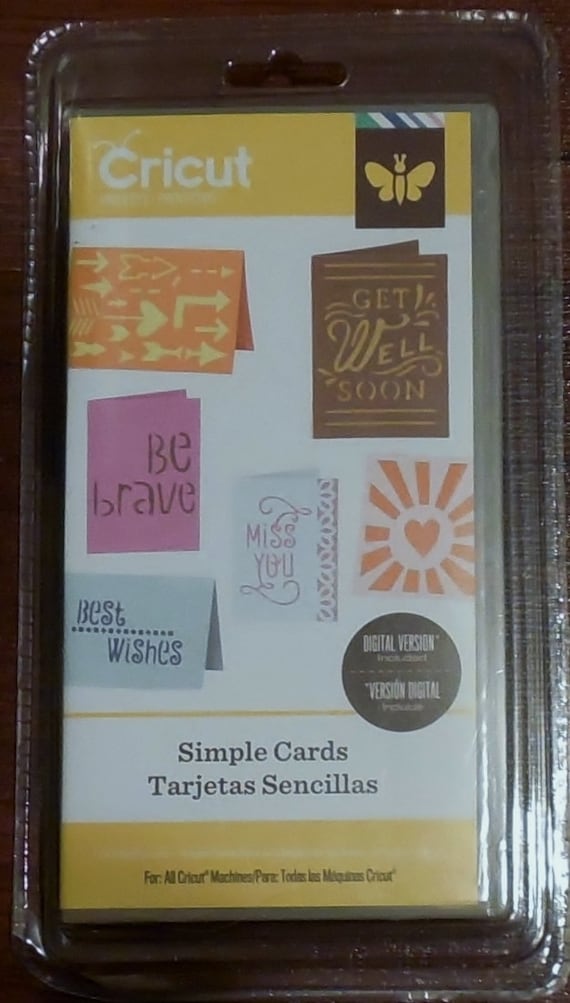 Cricut
GET
WELL
SOON
BE
brave
MISS
YOU
BEST
WISHES
DIGITAL VERSION*
Included
*VERSIÓN DIGITAL
Incluida
Simple Cards
Tarjetas Sencillas
For: All Cricut® Machines/Para: Todas las Máquinas Cricut®